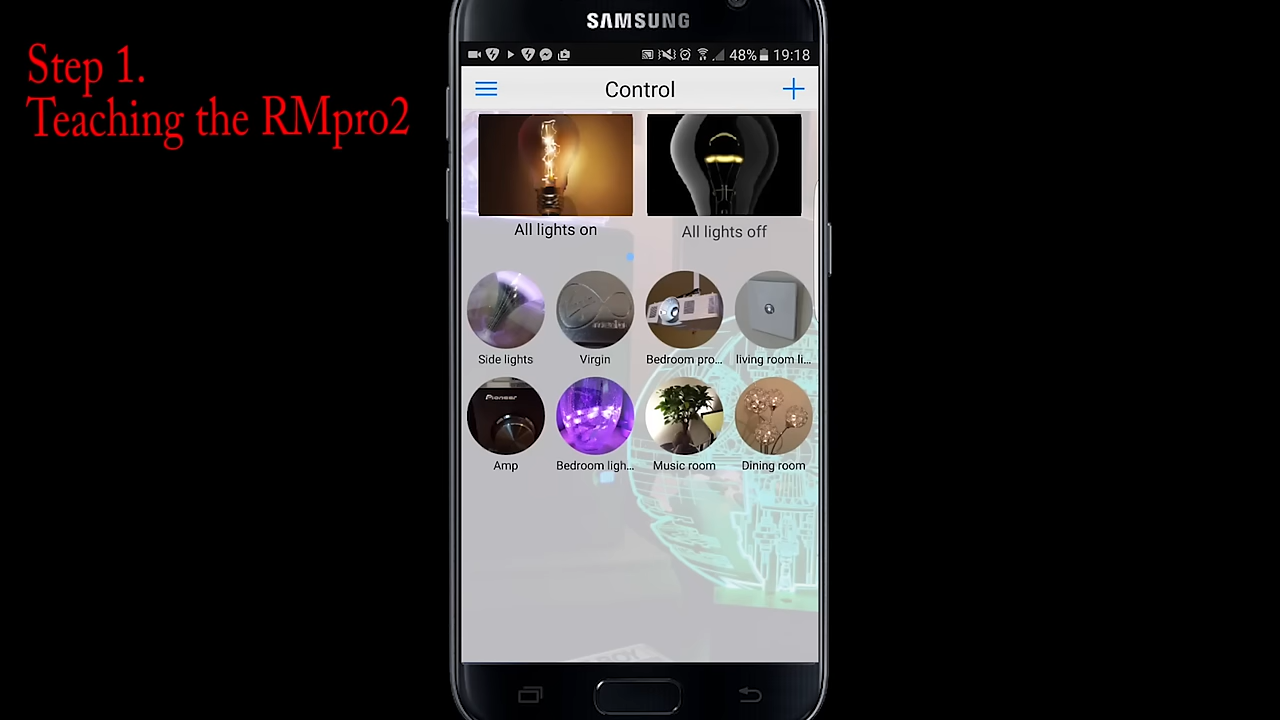 Step 1.
Teaching the RMpro2
SAMSUNG
48% 19:18
Control
All lights on
All lights off
Side lights
Virgin
Bedroom pro...
living room li...
Pioneer
Amp
Bedroom ligh...
Music room
Dining room